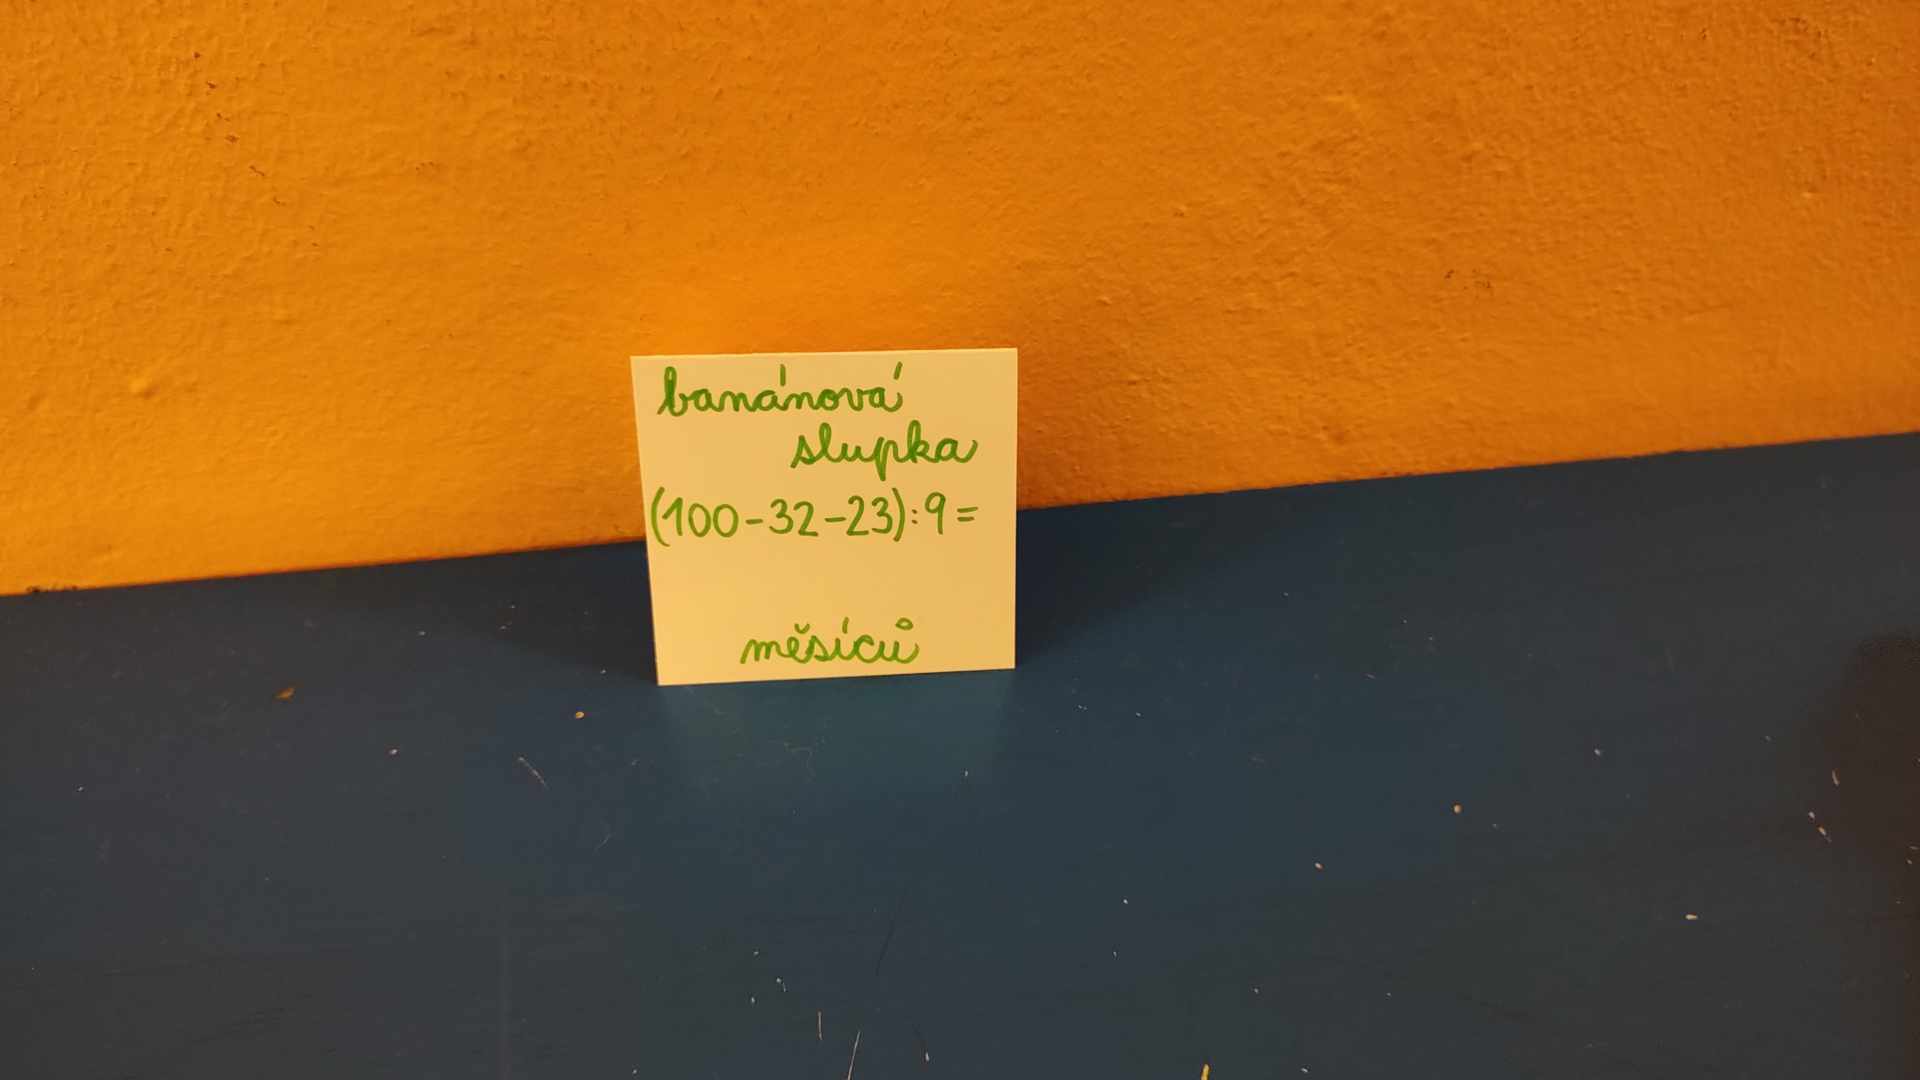 banánová
slupka
(100-32-23):9=
měsíců